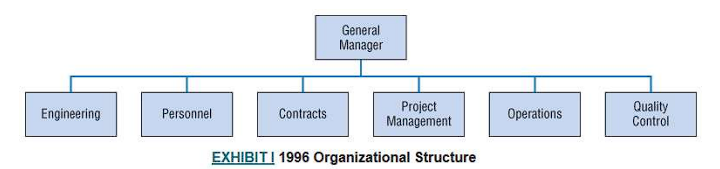 General
Manager
Engineering
Personnel
Contracts
Project
Management
Operations
Quality
Control
EXHIBIT I 1996 Organizational Structure